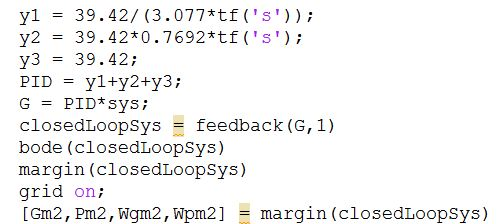 y1 = 39.42/(3.077*tf('s'));
y2 = 39.42*0.7692*tf('s');
y3 = 39.42;
PID = y1+y2+y3;
G = PID*sys;
closedLoopSys = feedback(G,1)
bode(closedLoopSys)
margin(closedLoopSys)
grid on;
[Gm2,Pm2,Wgm2,Wpm2] = margin(closedLoopSys)